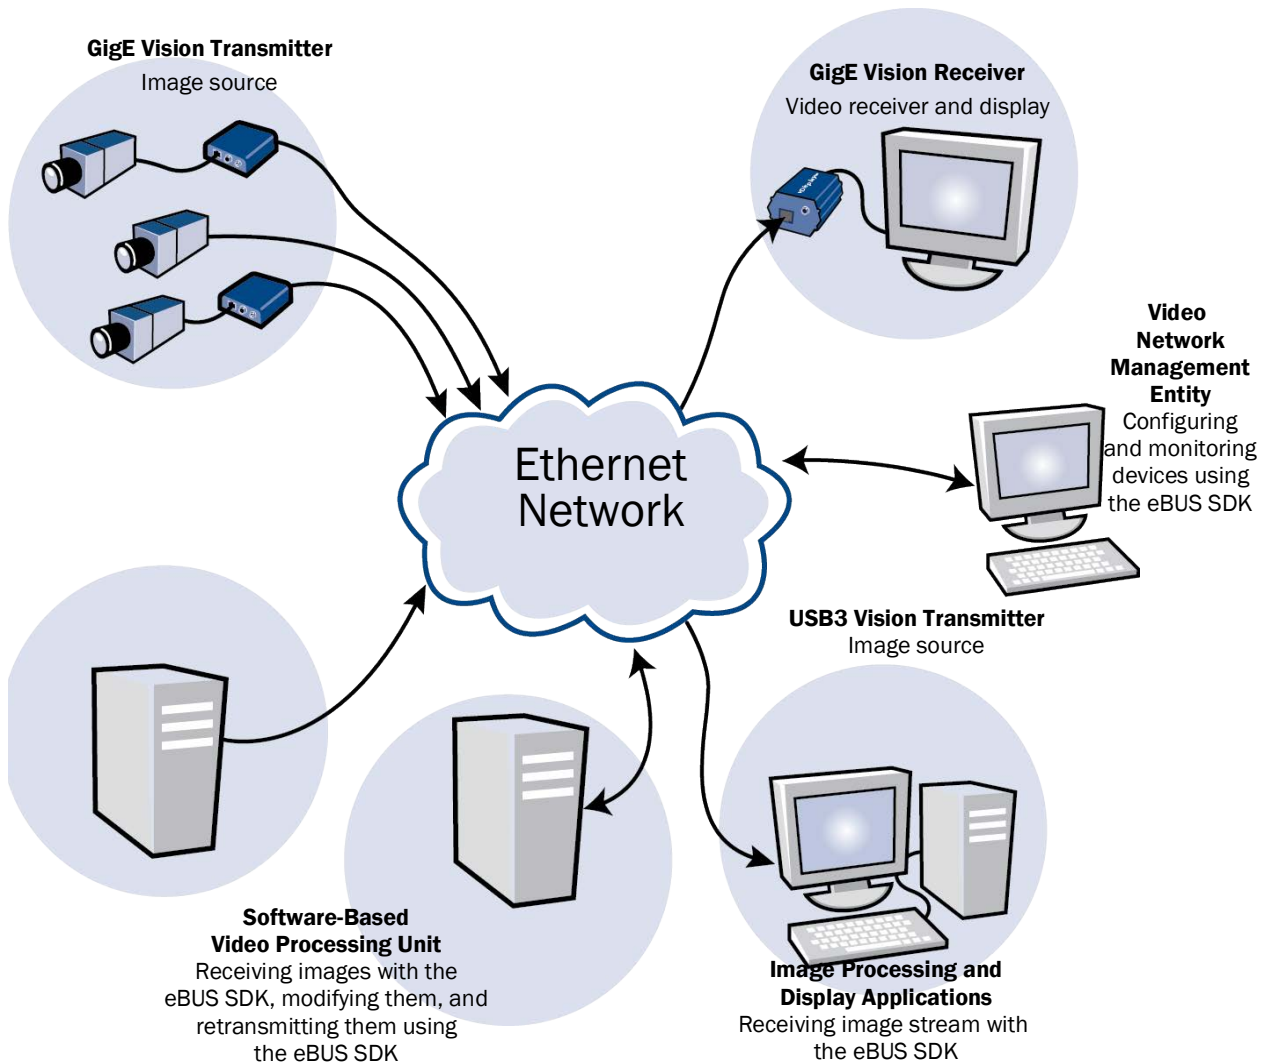 GigE Vision Transmitter
Image source
GigE Vision Receiver
Video receiver and display
Video
Network
Management
Entity
Configuring
and monitoring
devices using
the eBUS SDK
Ethernet
Network
USB3 Vision Transmitter
Image source
Software-Based
Video Processing Unit
Receiving images with the
eBUS SDK, modifying them, and
retransmitting them using
the eBUS SDK
Image Processing and
Display Applications
Receiving image stream with
the eBUS SDK